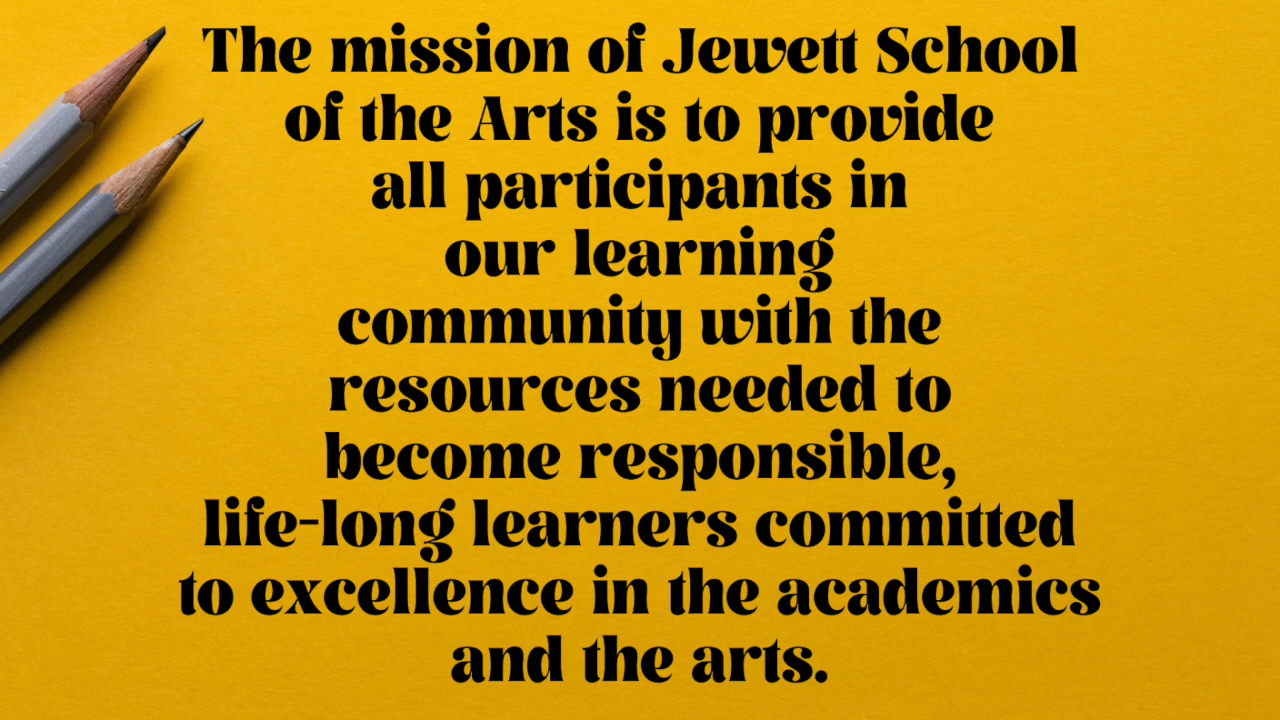 The mission of Jewett School
of the Arts is to provide
all participants in
our learning
community with the
resources needed to
become responsible,
life-long learners committed
to excellence in the academics
and the arts.